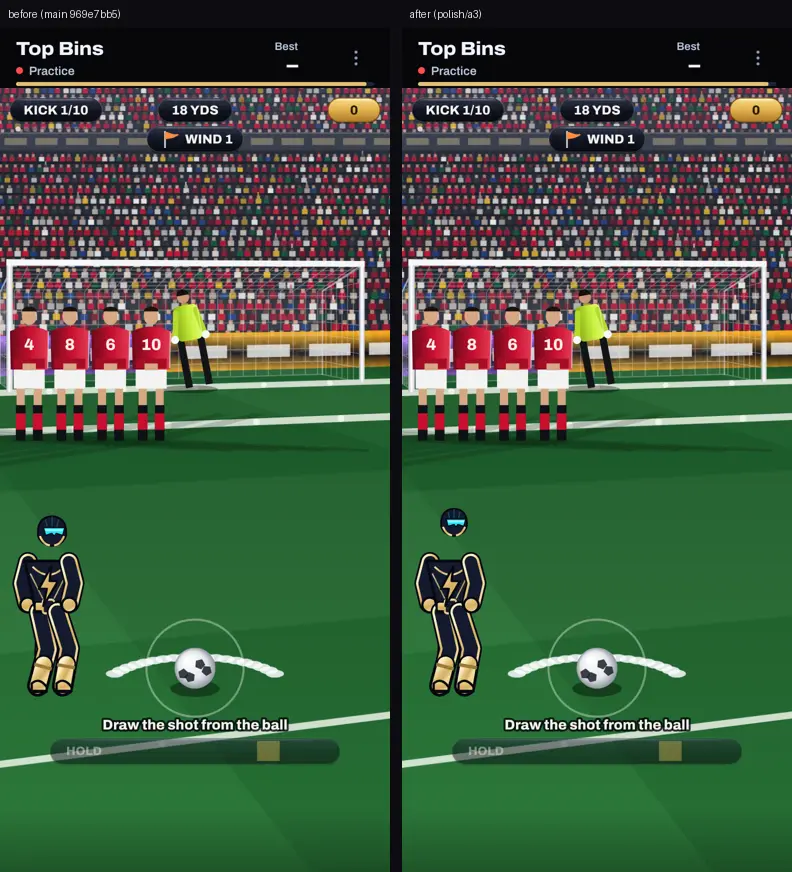 before (main 969e7bb5)
Top Bins
Best
–
Practice
KICK 1/10
18 YDS
0
WIND 1
4
8
6
10
Draw the shot from the ball
HOLD
after (polish/a3)
Top Bins
Best
–
Practice
KICK 1/10
18 YDS
0
WIND 1
4
8
6
10
Draw the shot from the ball
HOLD